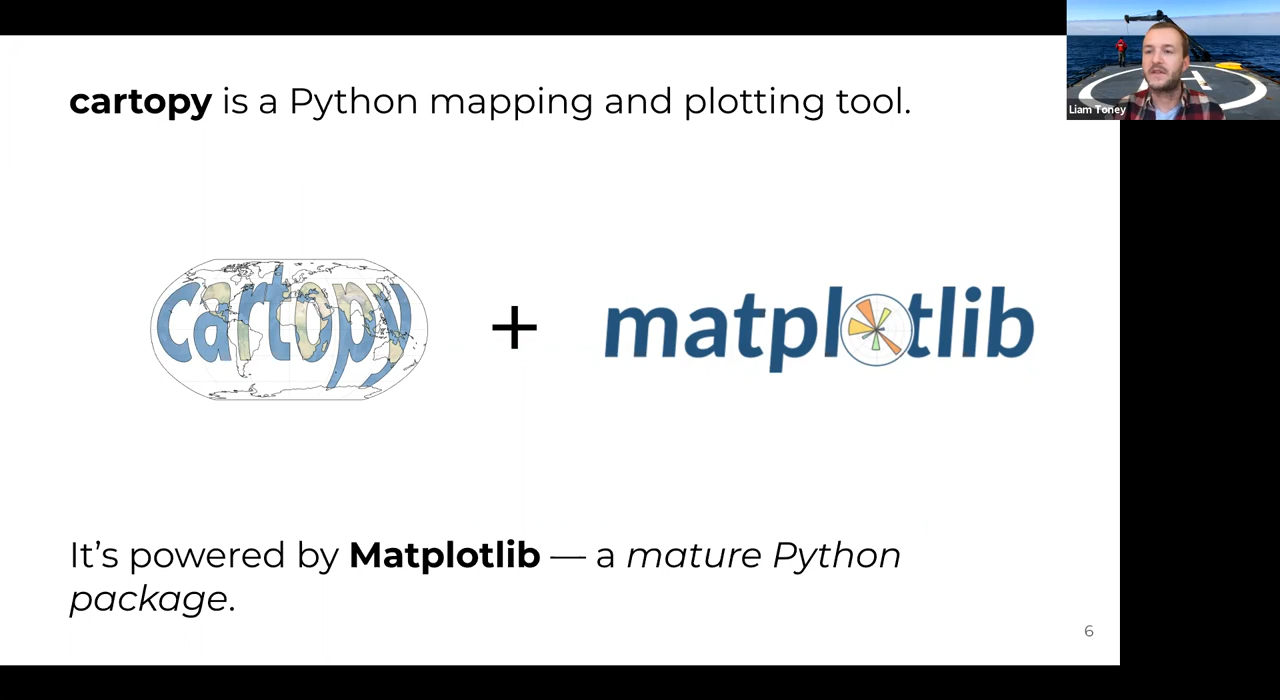 cartopy is a Python mapping and plotting tool.
Liam Toney
cartopy + matplotlib
It's powered by Matplotlib — a mature Python
package.
6